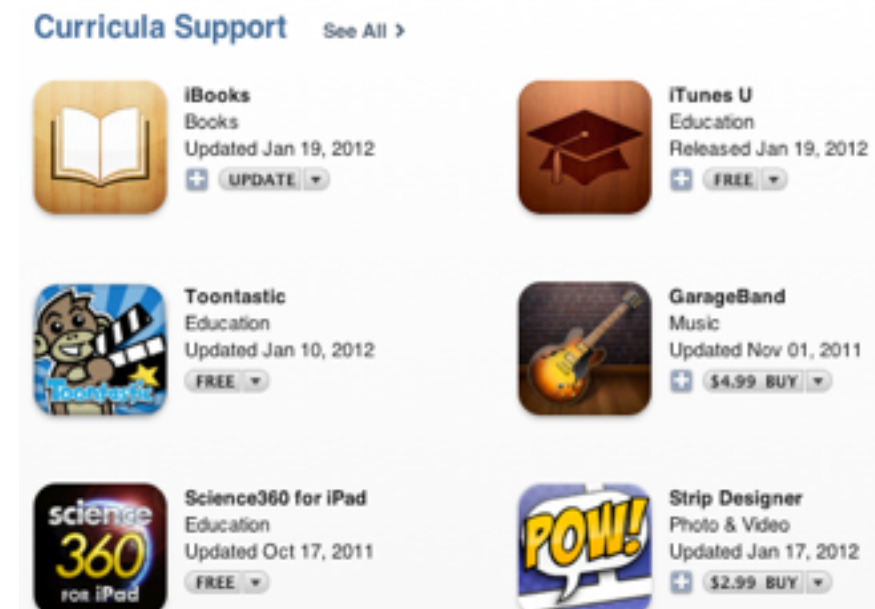 Curricula Support See All >
iBooks
Books
Updated Jan 19, 2012
UPDATE
iTunes U
Education
Released Jan 19, 2012
FREE
Toontastic
Toontastic
Education
Updated Jan 10, 2012
FREE
GarageBand
Music
Updated Nov 01, 2011
$4.99 BUY
science
360
FOR iPad
Science360 for iPad
Education
Updated Oct 17, 2011
FREE
POW!
Strip Designer
Photo & Video
Updated Jan 17, 2012
$2.99 BUY